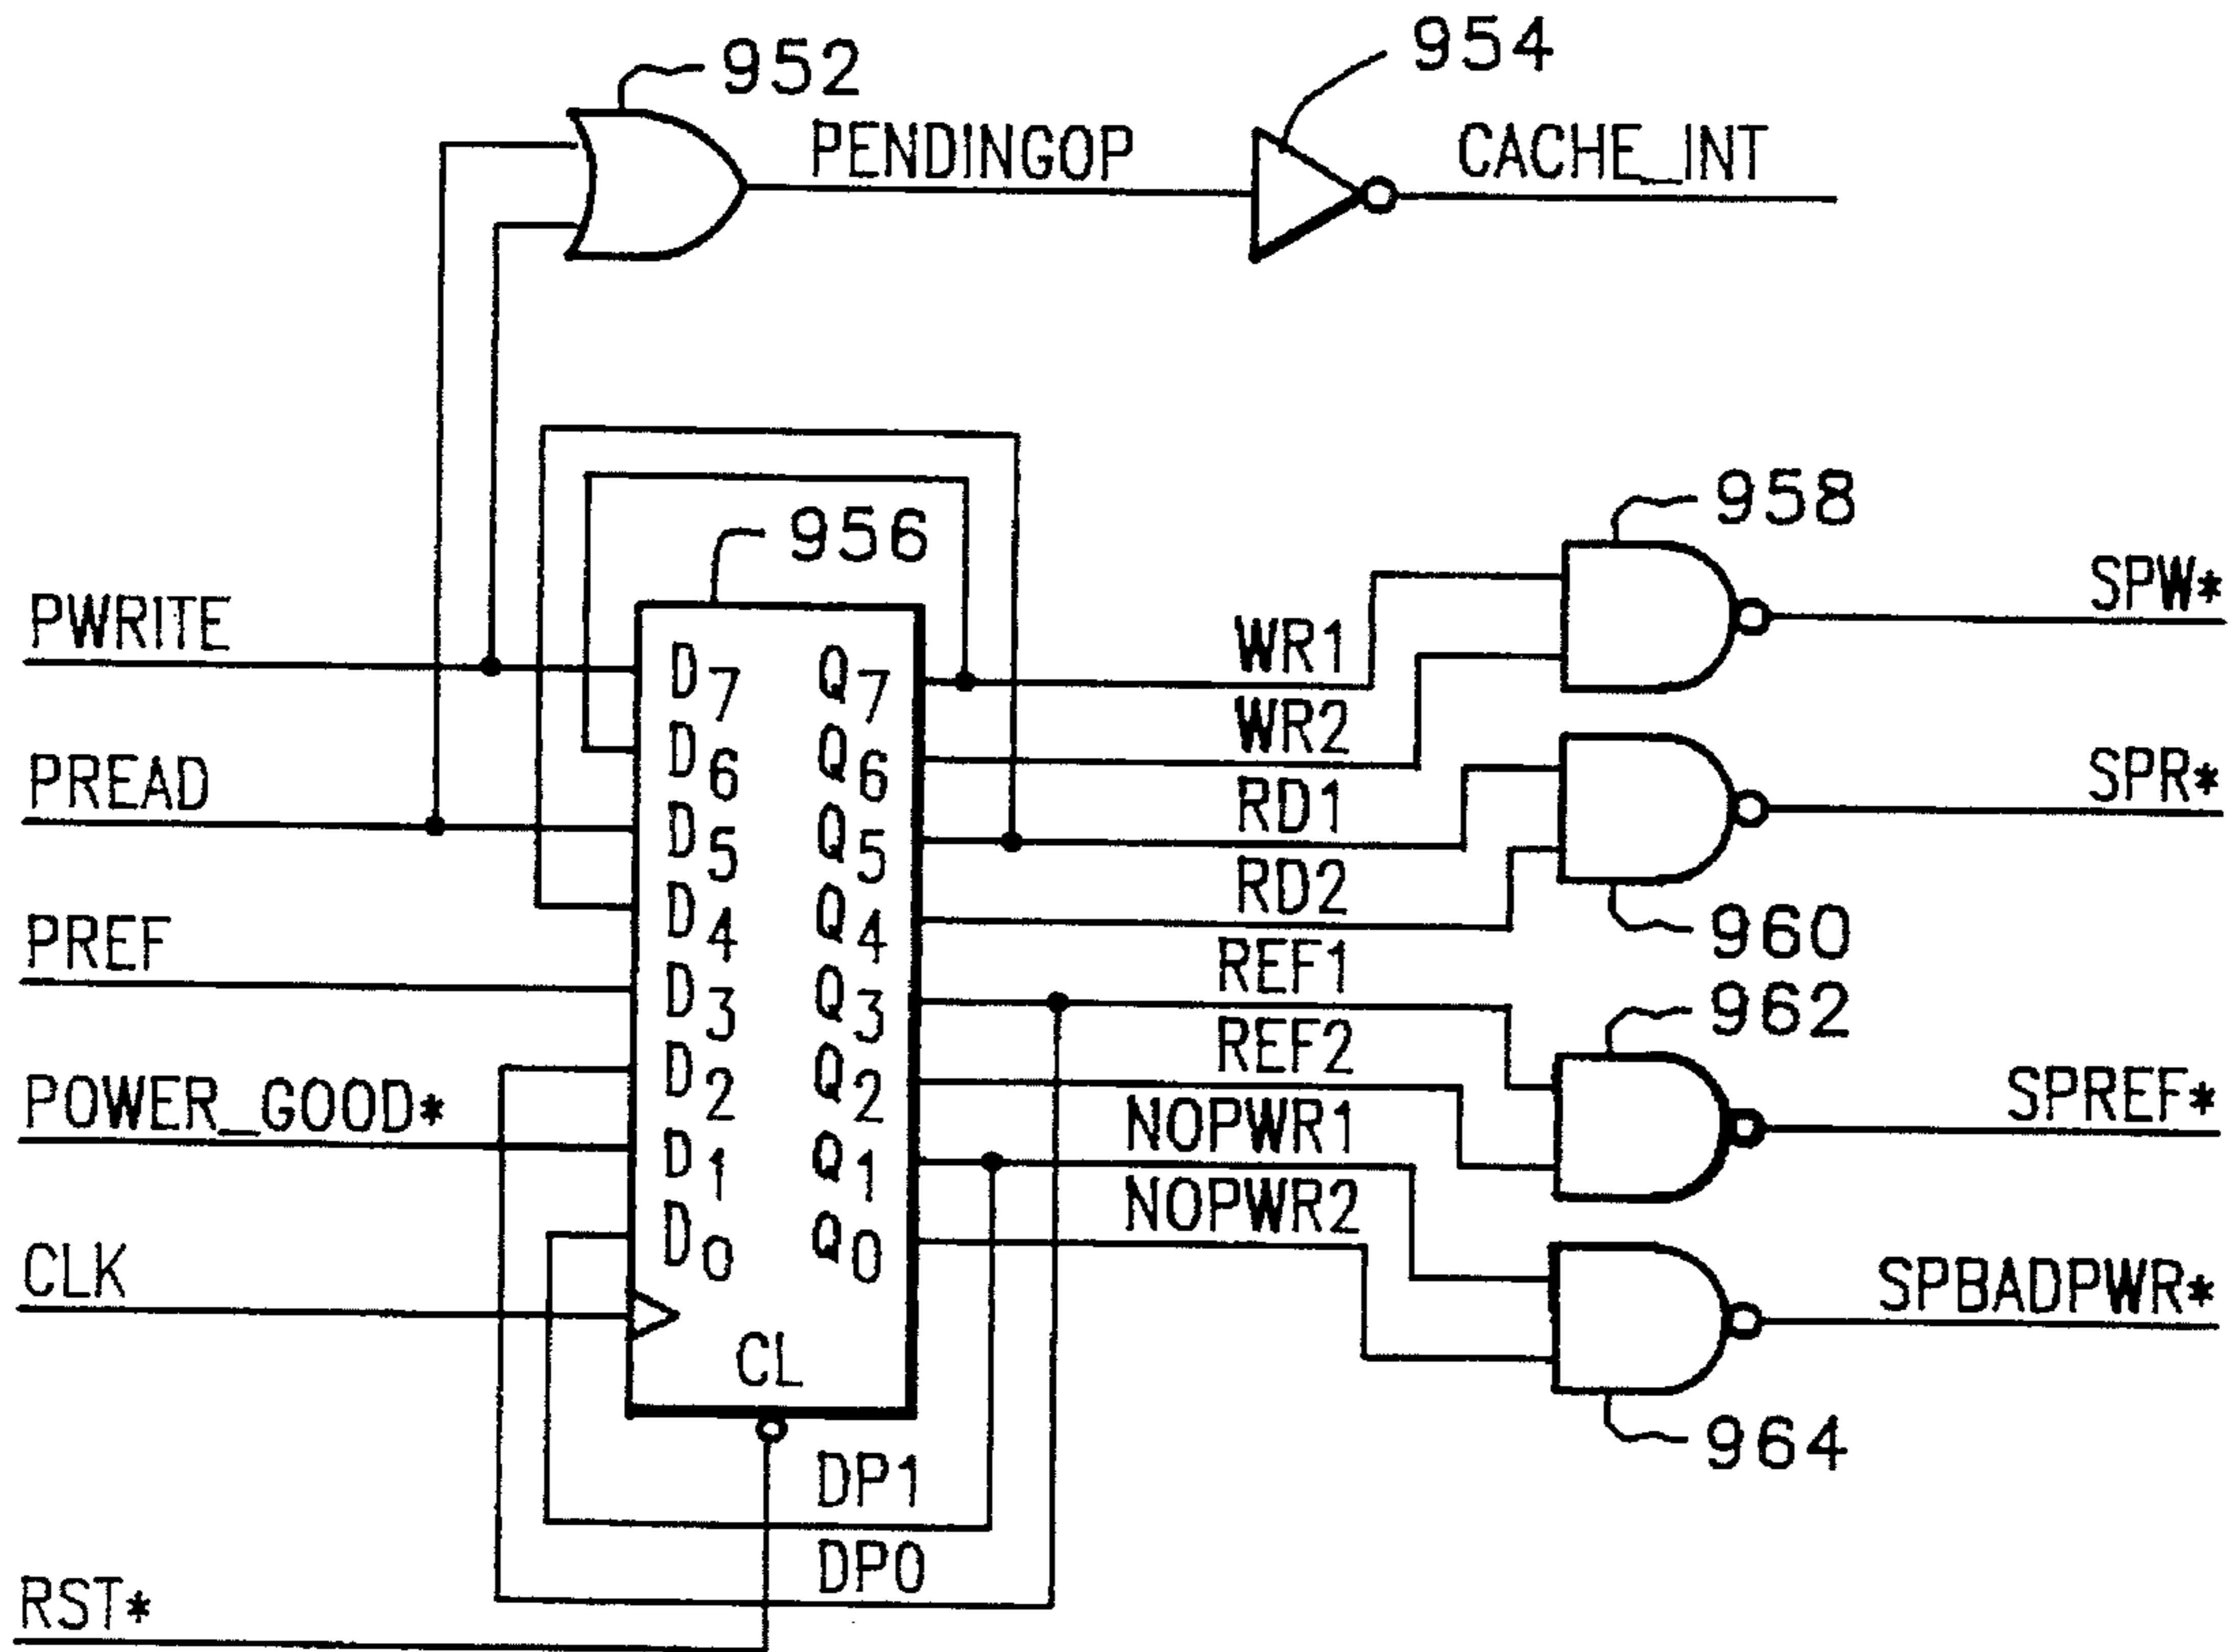 952
954
PENDINGOP
CACHE_INT
956
958
PWRITE
D7
Q7
WR1
SPW*
D6
Q6
WR2
PREAD
D5
Q5
RD1
SPR*
D4
Q4
RD2
960
PREF
D3
Q3
REF1
962
D2
Q2
REF2
POWER_GOOD*
D1
Q1
NOPWR1
SPREF*
D0
Q0
NOPWR2
CLK
SPBADPWR*
CL
964
DP1
DP0
RST*